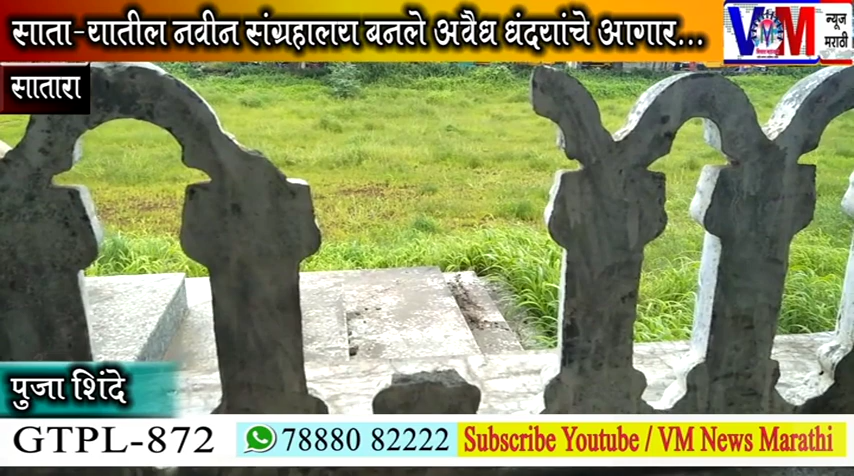 साता-यातील नवीन संग्रहालय बनले अवैध धंदयांचे आगार...
VM
न्यूज
मराठी
सातारा
पुजा शिंदे
GTPL-872
78880 82222
Subscribe Youtube / VM News Marathi